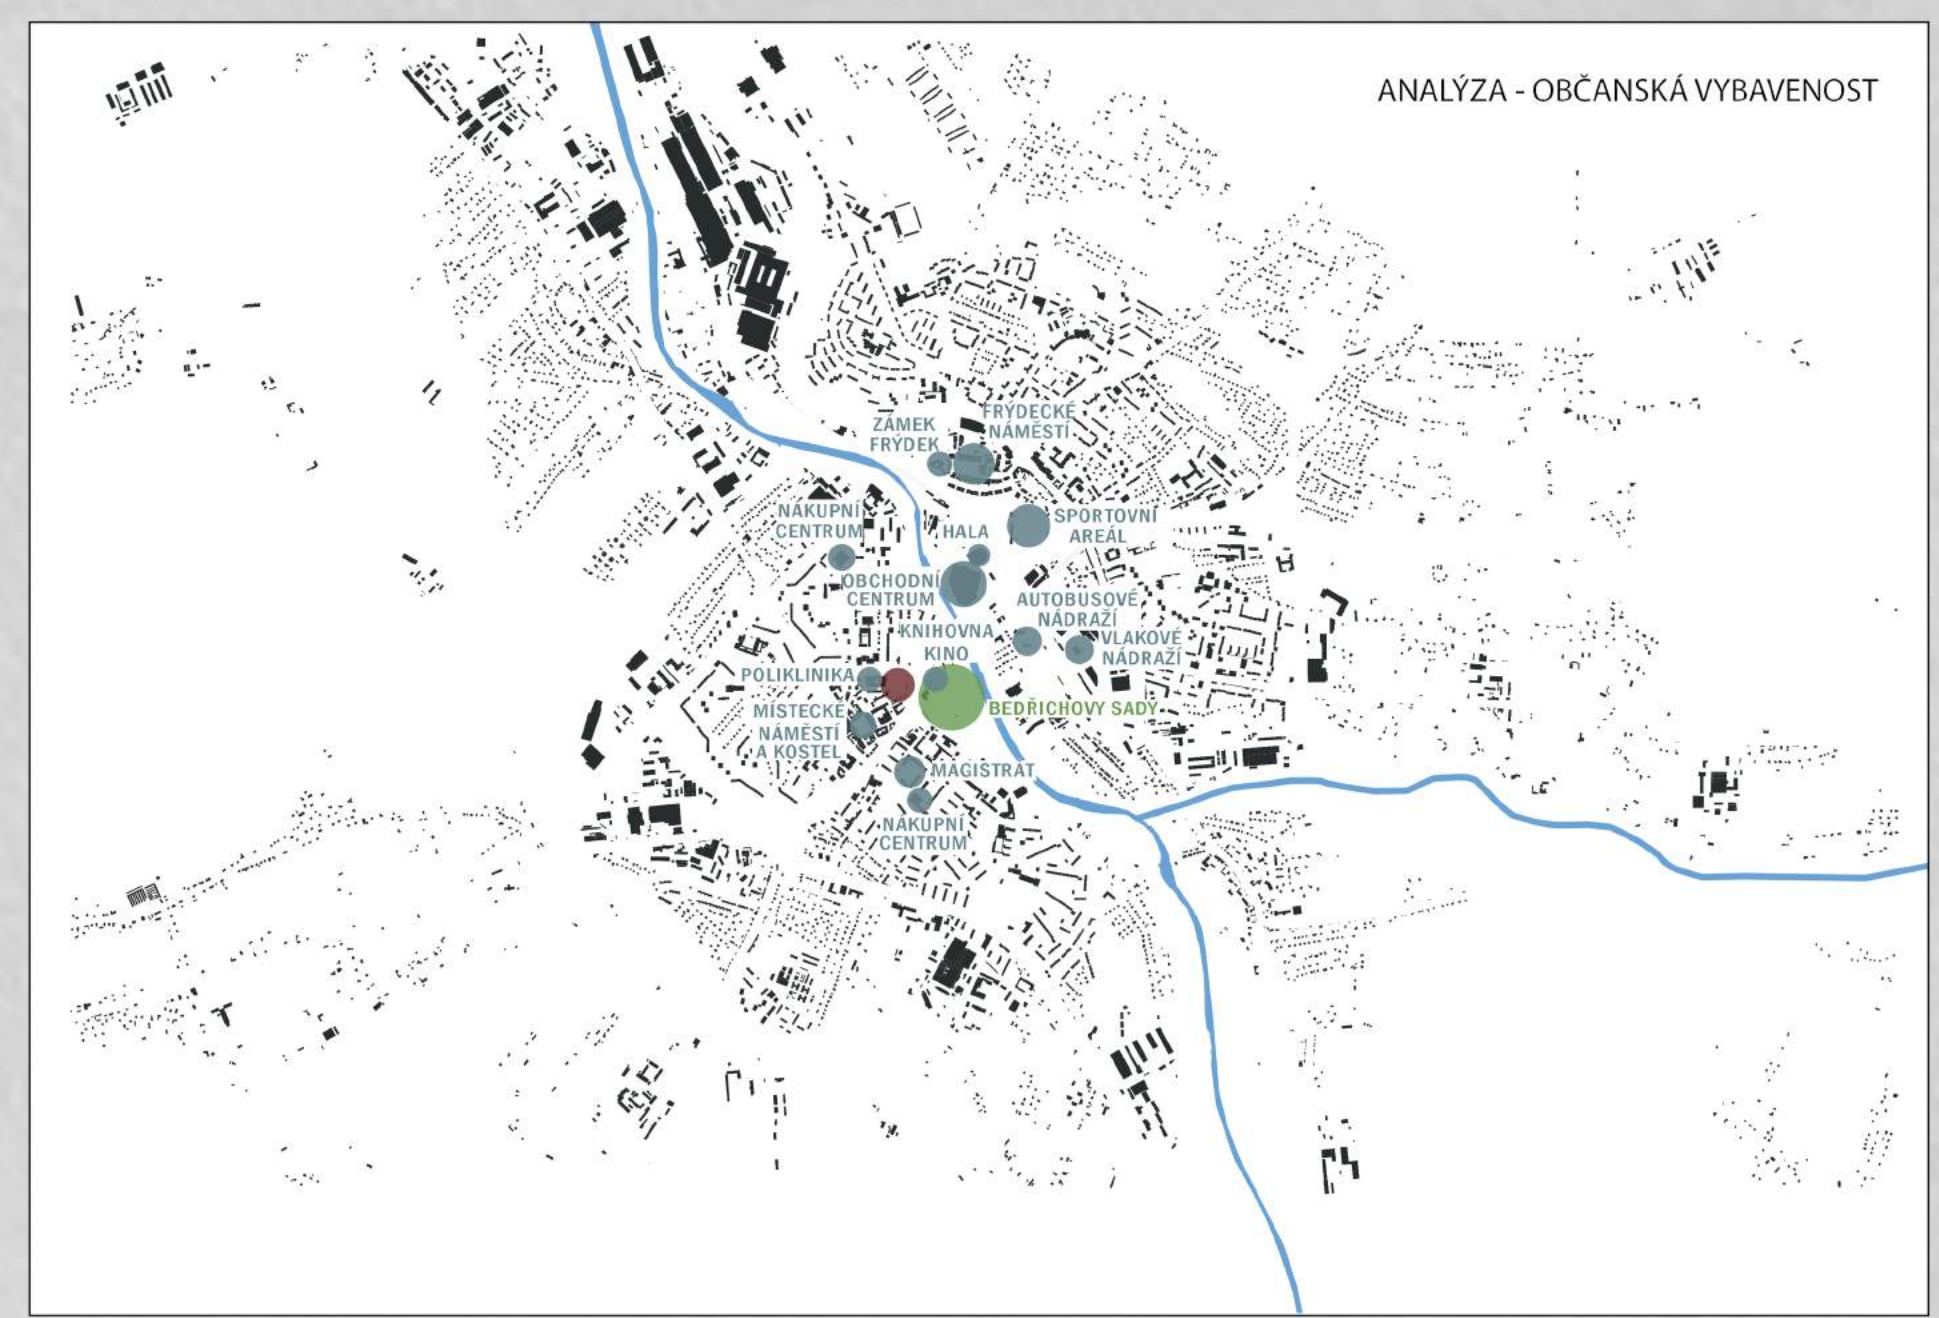 ANALÝZA - OBČANSKÁ VYBAVENOST
ZÁMEK
FRÝDEK
FRÝDECKÉ
NÁMĚSTÍ
NÁKUPNÍ
CENTRUM
HALA
SPORTOVNÍ
AREÁL
OBCHODNÍ
CENTRUM
AUTOBUSOVÉ
NÁDRAŽÍ
KNIHOVNA
KINO
VLAKOVÉ
NÁDRAŽÍ
POLIKLINIKA
BEDŘICHOVY SADY
MÍSTECKÉ
NÁMĚSTÍ
A KOSTEL
MAGISTRÁT
NÁKUPNÍ
CENTRUM